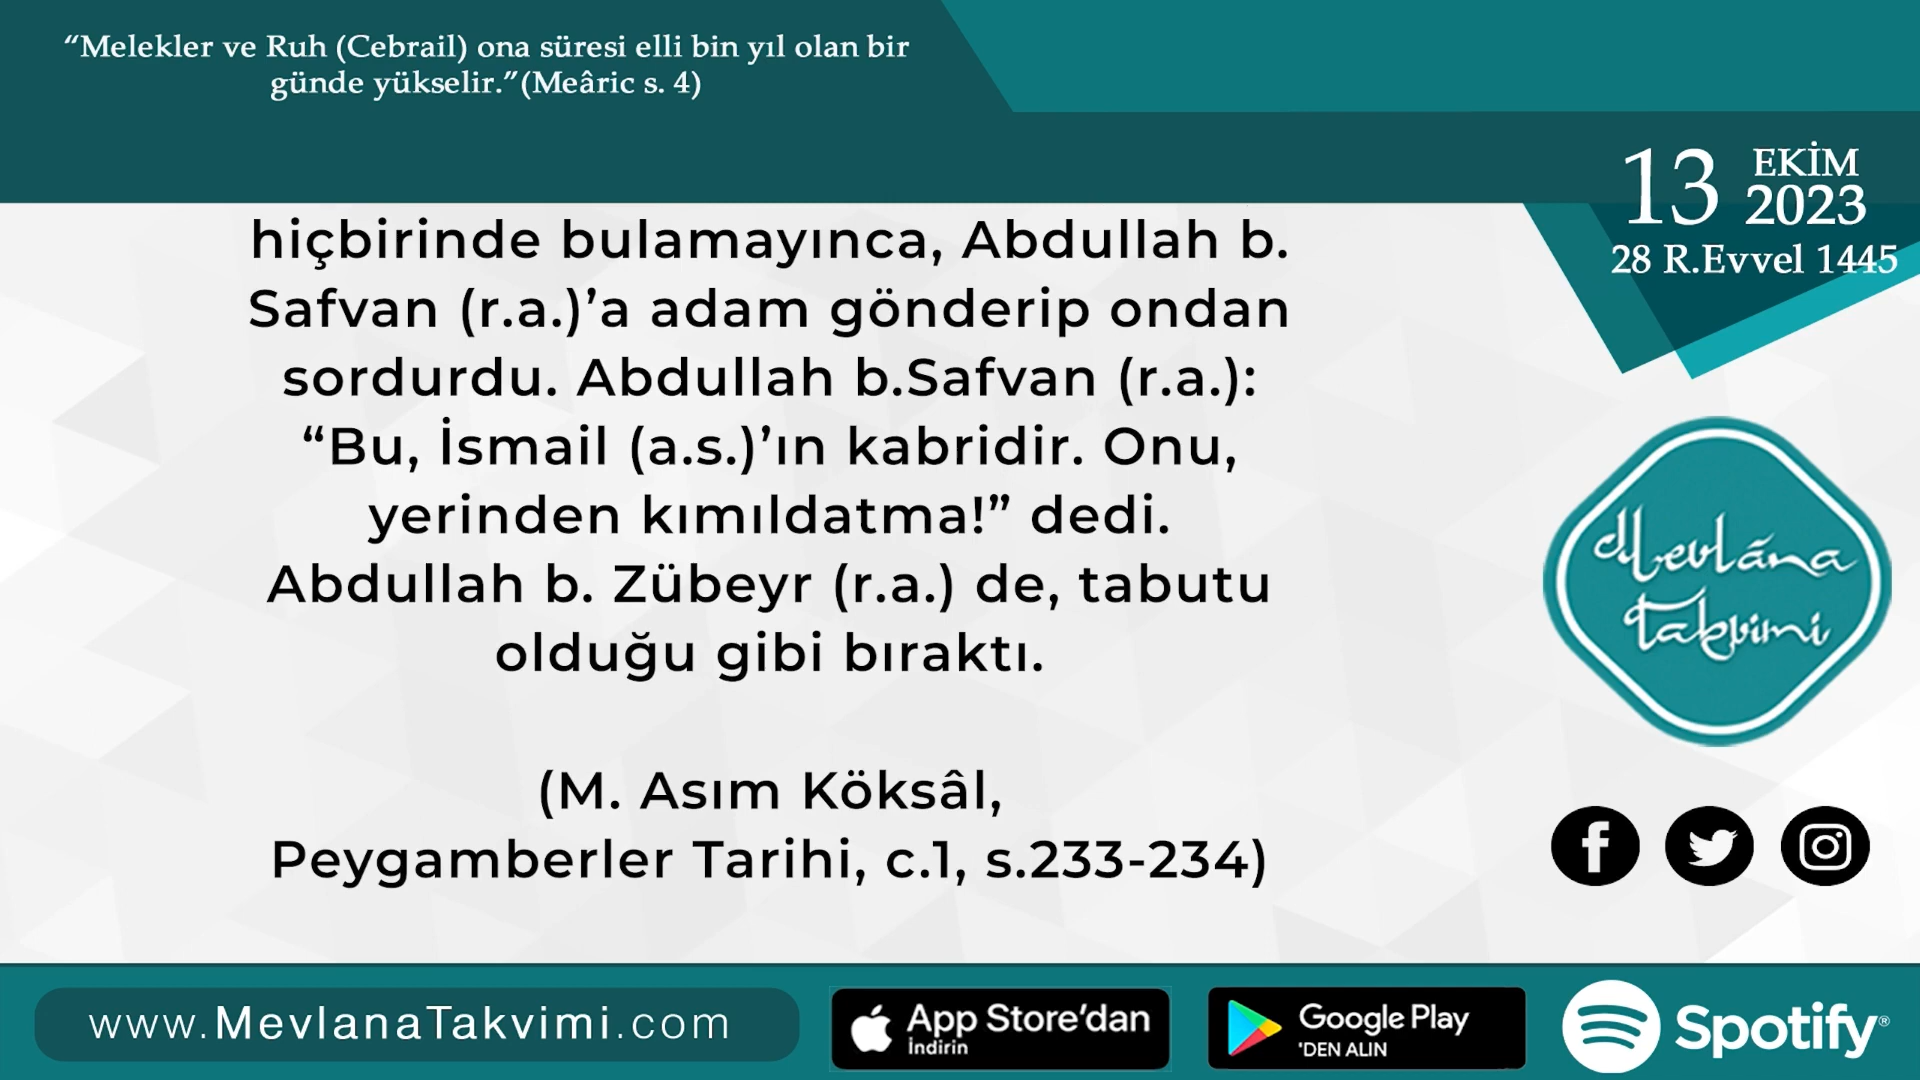 “Melekler ve Ruh (Cebrail) ona süresi elli bin yıl olan bir
günde yükselir.”(Meâric s. 4)
13 EKİM
2023
28 R.Evvel 1445
hiçbirinde bulamayınca, Abdullah b.
Safvan (r.a.)’a adam gönderip ondan
sordurdu. Abdullah b.Safvan (r.a.):
“Bu, İsmail (a.s.)’ın kabridir. Onu,
yerinden kımıldatma!” dedi.
Abdullah b. Zübeyr (r.a.) de, tabutu
olduğu gibi bıraktı.
(M. Asım Köksâl,
Peygamberler Tarihi, c.1, s.233-234)
Mevlâna
Takvimi
www.MevlanaTakvimi.com
App Store’dan
İndirin
Google Play
'DEN ALIN
Spotify®